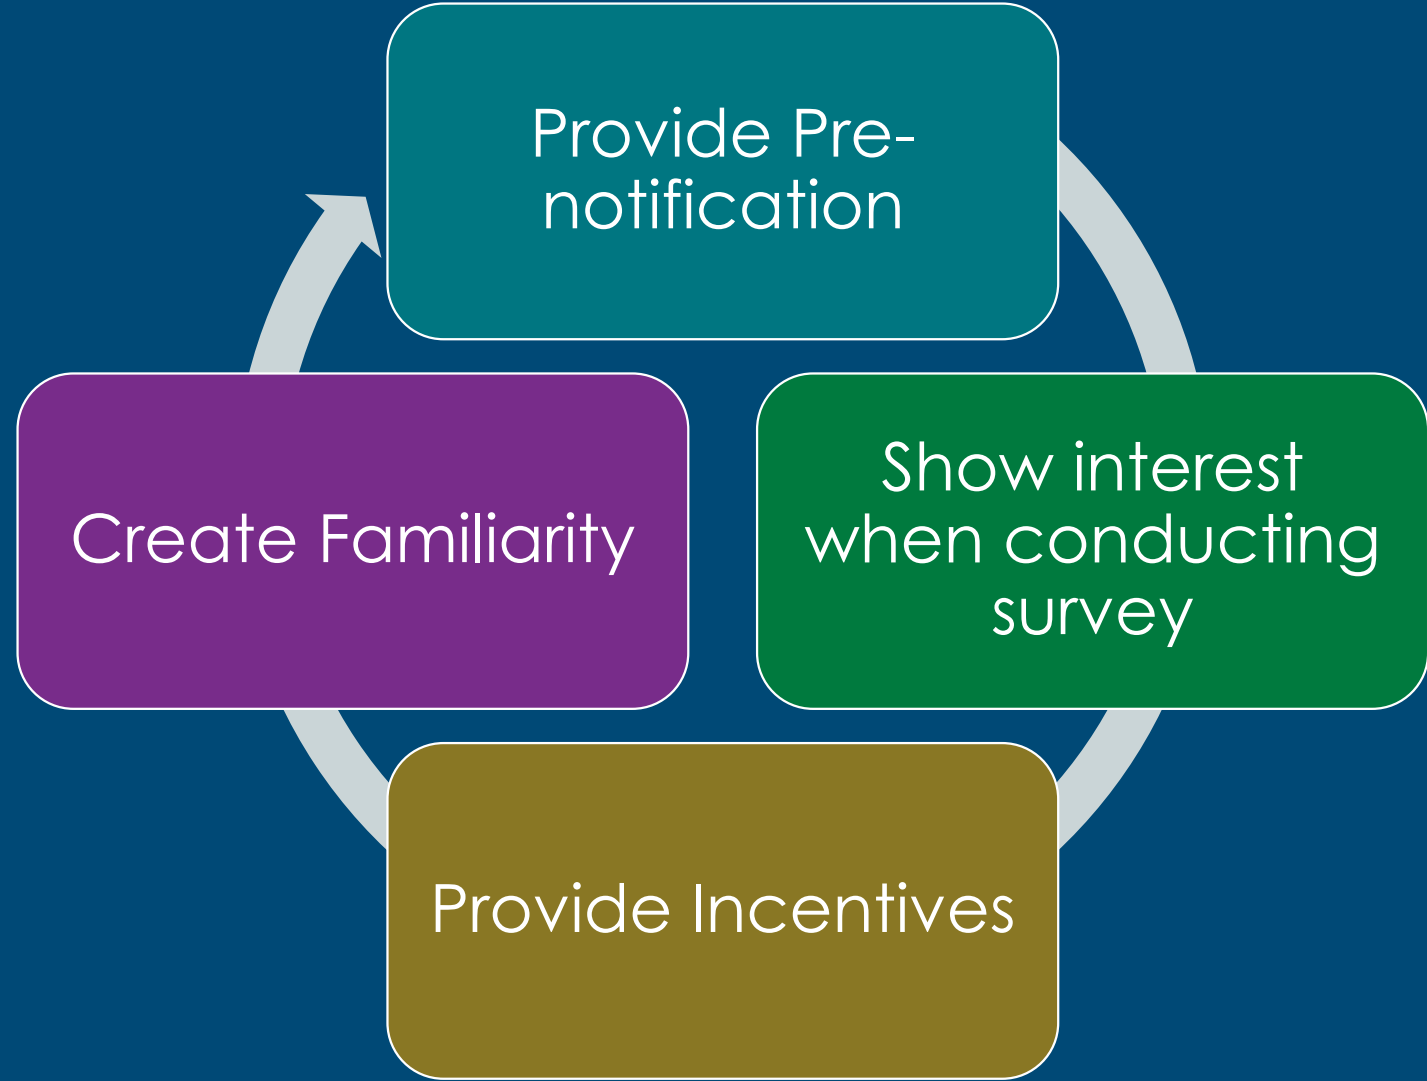 Provide Pre-
notification
Show interest
when conducting
survey
Provide Incentives
Create Familiarity